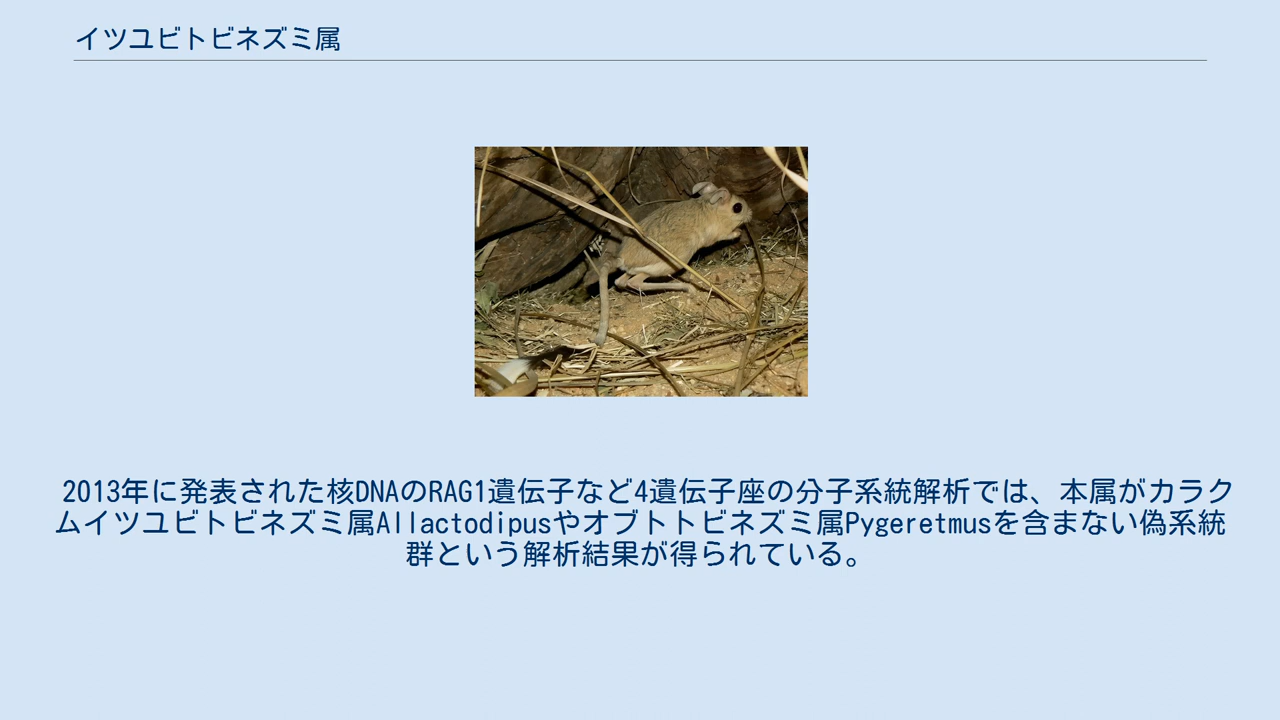 イツユビトビネズミ属
2013年に発表された核DNAのRAG1遺伝子など4遺伝子座の分子系統解析では、本属がカラク
ムイツユビトビネズミ属Allactodipusやオブトトビネズミ属Pygeretmusを含まない偽系統
群という解析結果が得られている。